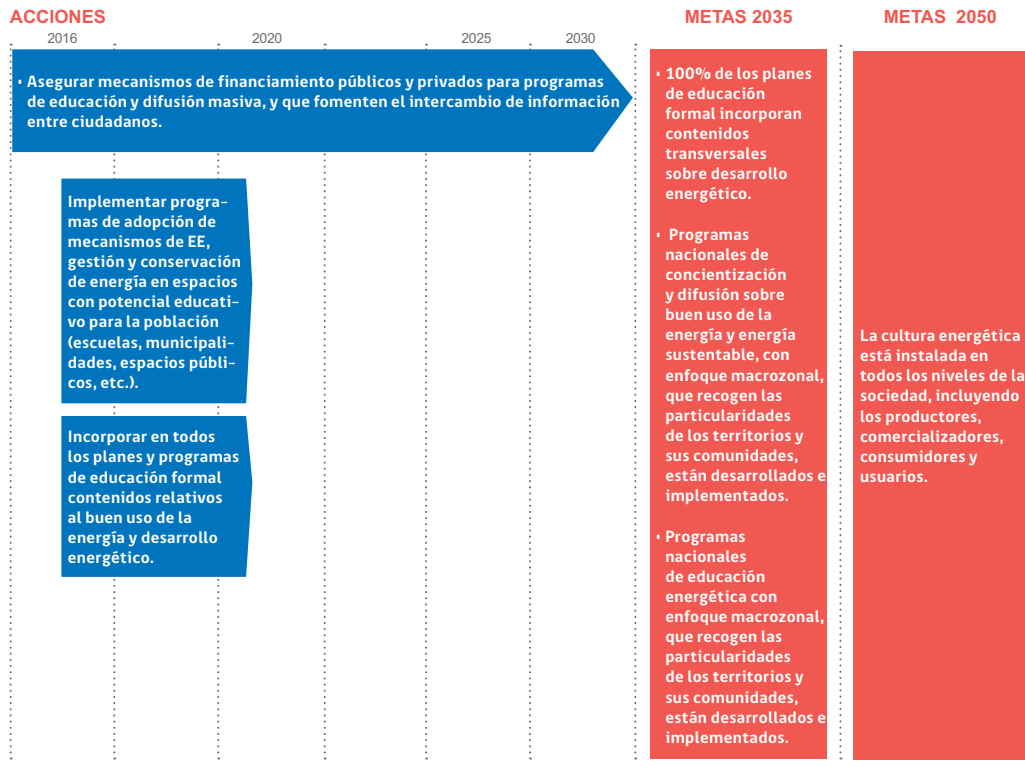 ACCIONES
METAS 2035
METAS 2050
2016
2020
2025
2030
• Asegurar mecanismos de financiamiento públicos y privados para programas
de educación y difusión masiva, y que fomenten el intercambio de información
entre ciudadanos.
Implementar progra-
mas de adopción de
mecanismos de EE,
gestión y conservación
de energía en espacios
con potencial educati-
vo para la población
(escuelas, municipali-
dades, espacios públi-
cos, etc.).
Incorporar en todos
los planes y programas
de educación formal
contenidos relativos
al buen uso de la
energía y desarrollo
energético.
• 100% de los planes
de educación
formal incorporan
contenidos
transversales
sobre desarrollo
energético.
• Programas
nacionales de
concientización
y difusión sobre
buen uso de la
energía y energía
sustentable, con
enfoque macrozonal,
que recogen las
particularidades
de los territorios y
sus comunidades,
están desarrollados e
implementados.
• Programas
nacionales
de educación
energética con
enfoque macrozonal,
que recogen las
particularidades
de los territorios y
sus comunidades,
están desarrollados e
implementados.
La cultura energética
está instalada en
todos los niveles de la
sociedad, incluyendo
los productores,
comercializadores,
consumidores y
usuarios.